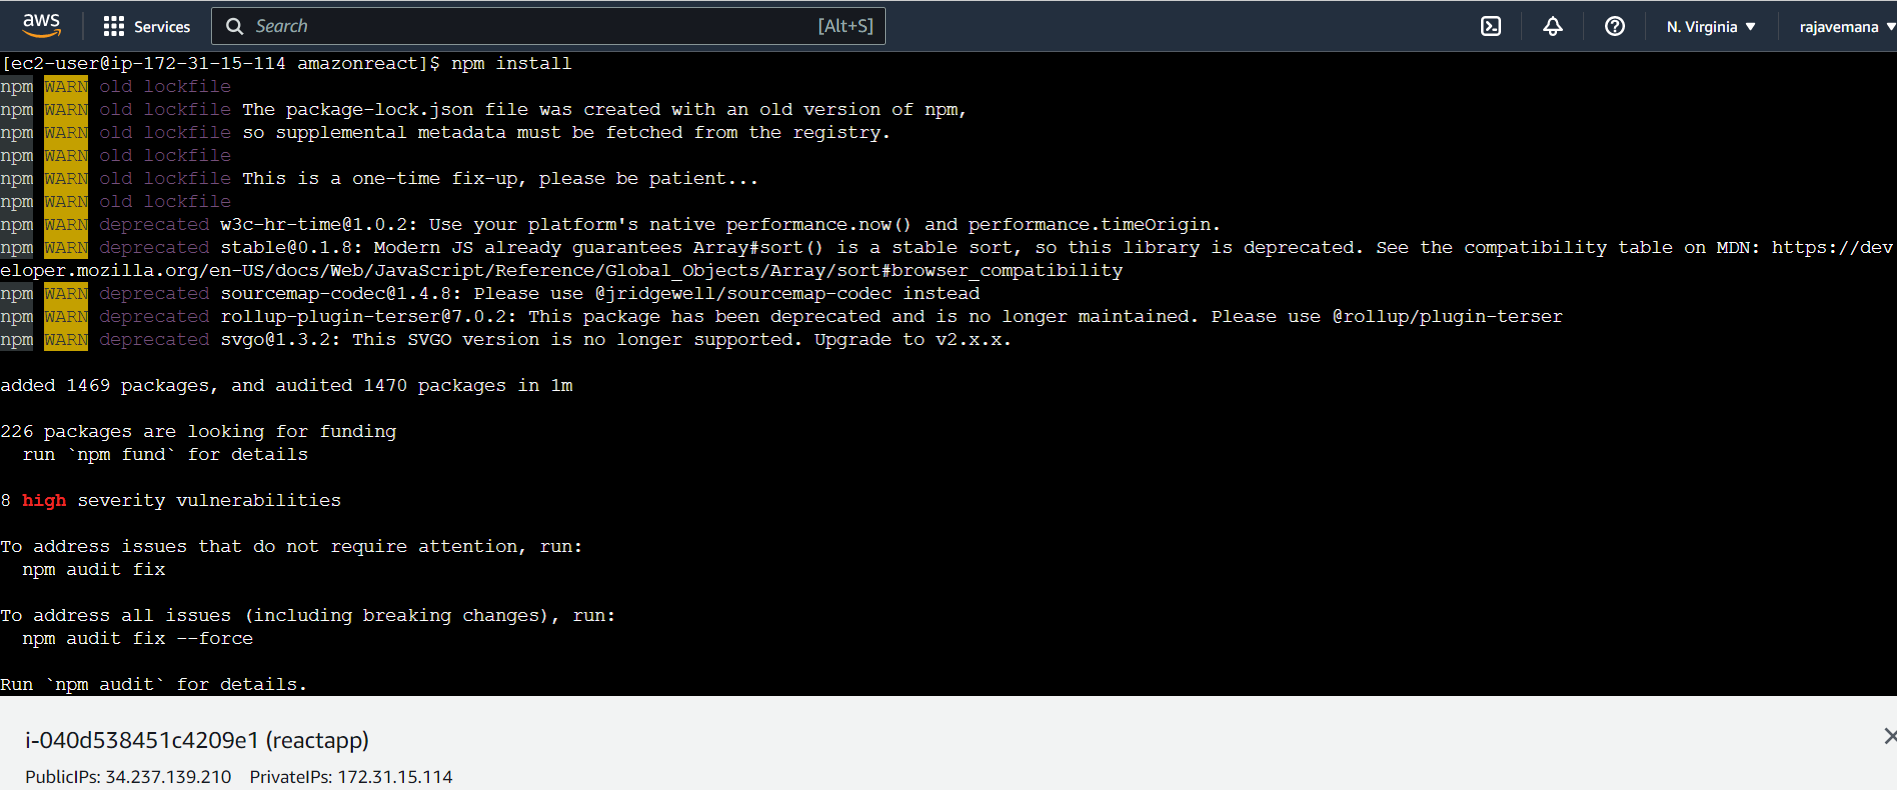 aws
Services
Search
[Alt+S]
N. Virginia
rajavemana
[ec2-user@ip-172-31-15-114 amazonreact]$ npm install
npm WARN old lockfile
npm WARN old lockfile The package-lock.json file was created with an old version of npm,
npm WARN old lockfile so supplemental metadata must be fetched from the registry.
npm WARN old lockfile
npm WARN old lockfile This is a one-time fix-up, please be patient...
npm WARN old lockfile
npm WARN deprecated w3c-hr-time@1.0.2: Use your platform's native performance.now() and performance.timeOrigin.
npm WARN deprecated stable@0.1.8: Modern JS already guarantees Array#sort() is a stable sort, so this library is deprecated. See the compatibility table on MDN: https://dev
eloper.mozilla.org/en-US/docs/Web/JavaScript/Reference/Global_Objects/Array/sort#browser_compatibility
npm WARN deprecated sourcemap-codec@1.4.8: Please use @jridgewell/sourcemap-codec instead
npm WARN deprecated rollup-plugin-terser@7.0.2: This package has been deprecated and is no longer maintained. Please use @rollup/plugin-terser
npm WARN deprecated svgo@1.3.2: This SVGO version is no longer supported. Upgrade to v2.x.x.
added 1469 packages, and audited 1470 packages in 1m
226 packages are looking for funding
run `npm fund` for details
8 high severity vulnerabilities
To address issues that do not require attention, run:
npm audit fix
To address all issues (including breaking changes), run:
npm audit fix --force
Run `npm audit` for details.
i-040d538451c4209e1 (reactapp)
PublicIPs: 34.237.139.210 PrivateIPs: 172.31.15.114